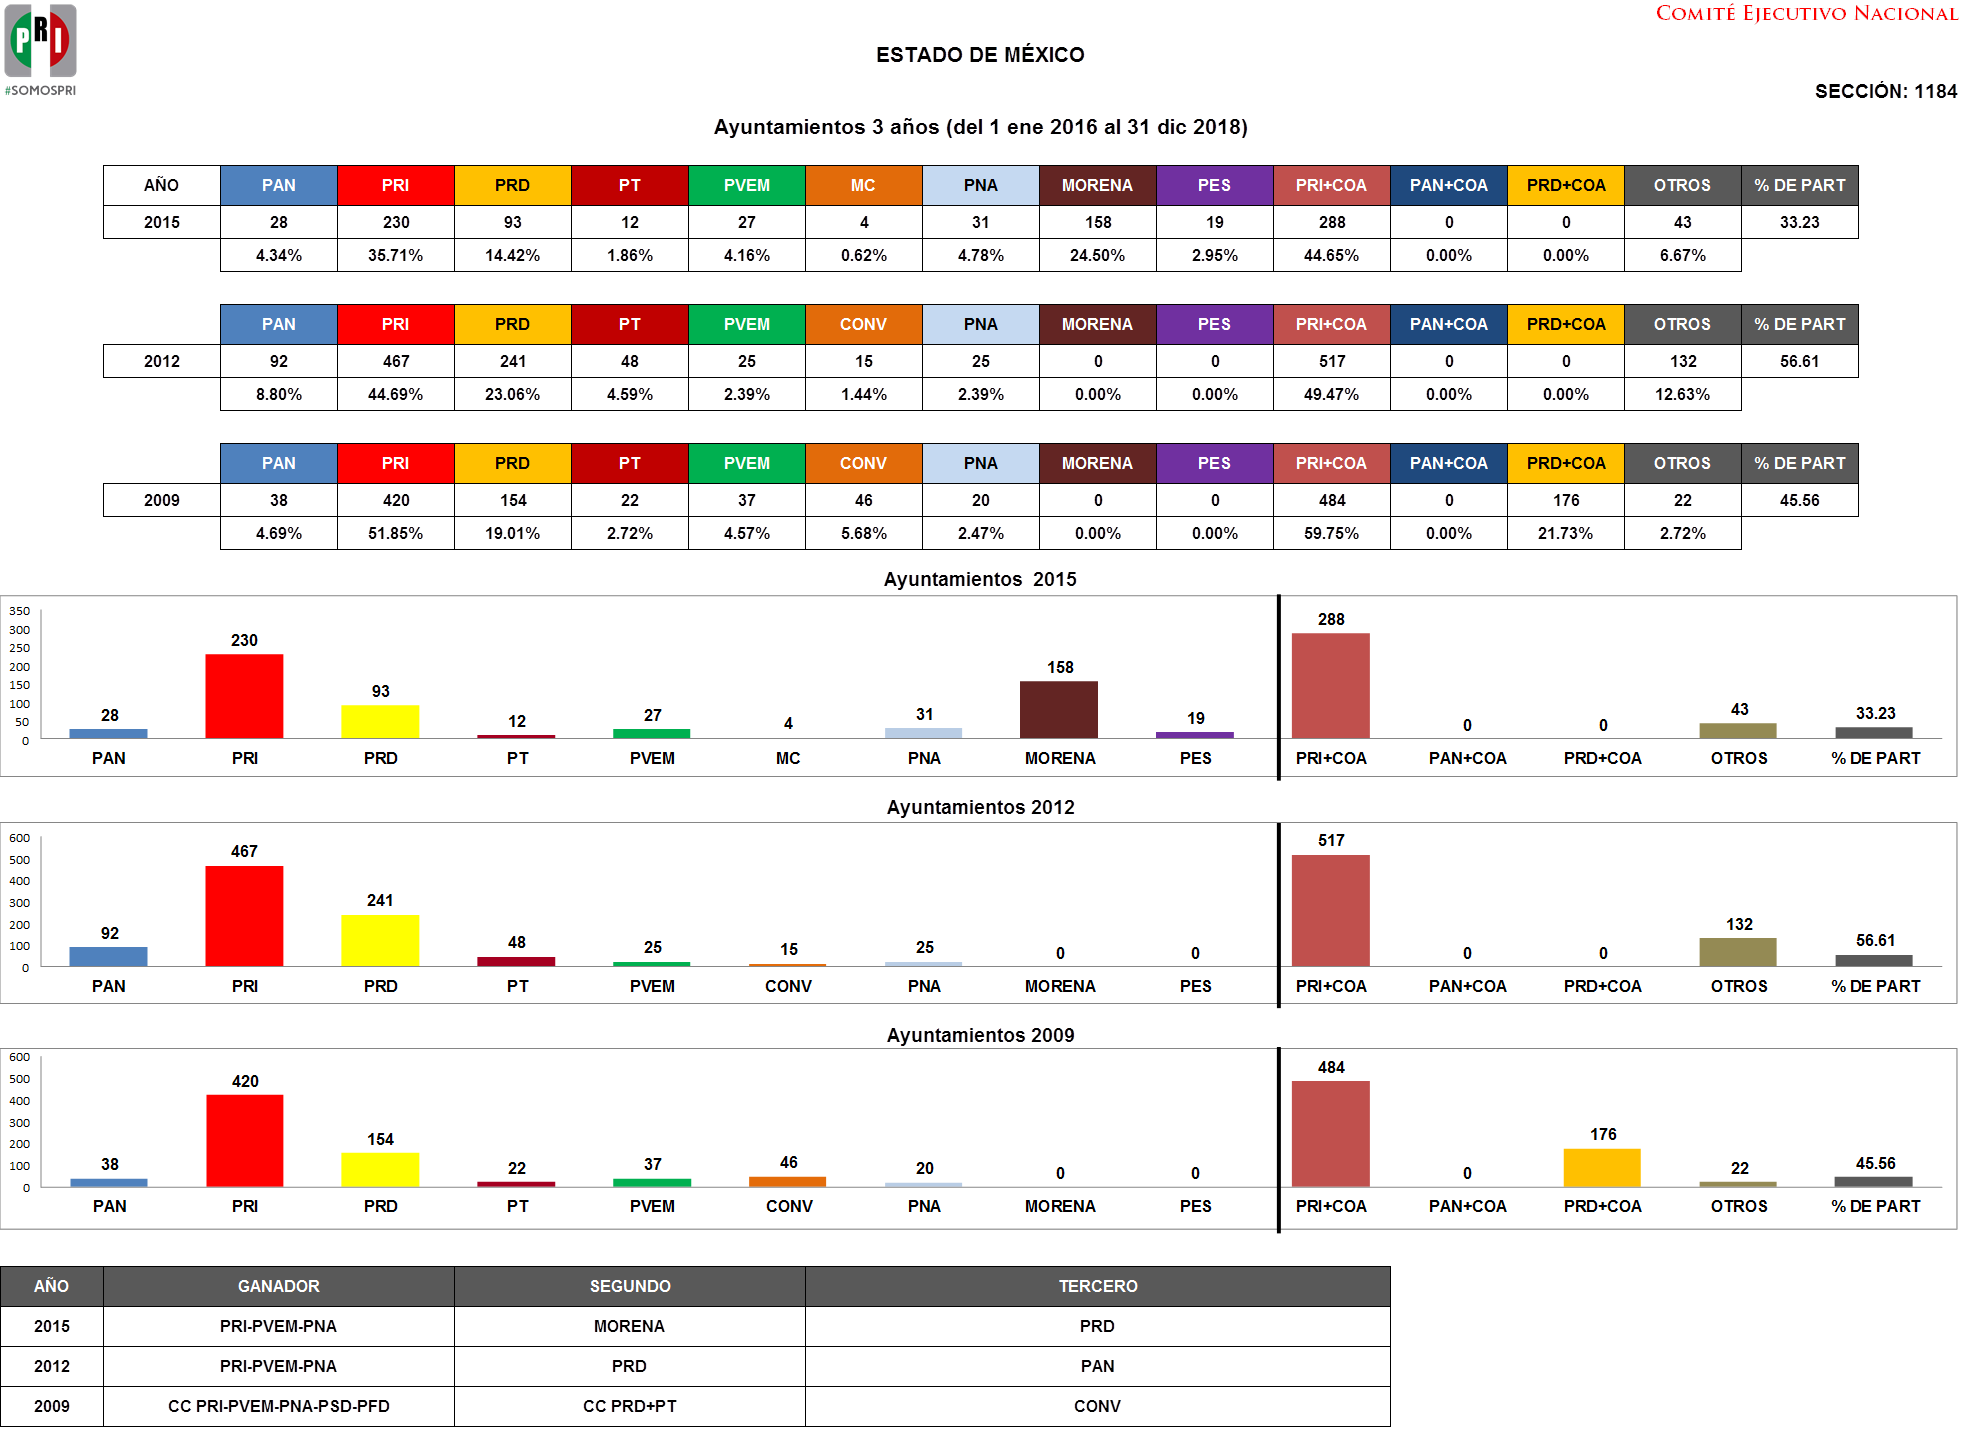 PRI
#SOMOSPRI
COMITÉ EJECUTIVO NACIONAL
ESTADO DE MÉXICO
SECCIÓN: 1184
Ayuntamientos 3 años (del 1 ene 2016 al 31 dic 2018)
AÑO PAN PRI PRD PT PVEM MC PNA MORENA PES PRI+COA PAN+COA PRD+COA OTROS % DE PART
2015 28 230 93 12 27 4 31 158 19 288 0 0 43 33.23
4.34% 35.71% 14.42% 1.86% 4.16% 0.62% 4.78% 24.50% 2.95% 44.65% 0.00% 0.00% 6.67%
PAN PRI PRD PT PVEM CONV PNA MORENA PES PRI+COA PAN+COA PRD+COA OTROS % DE PART
2012 92 467 241 48 25 15 25 0 0 517 0 0 132 56.61
8.80% 44.69% 23.06% 4.59% 2.39% 1.44% 2.39% 0.00% 0.00% 49.47% 0.00% 0.00% 12.63%
PAN PRI PRD PT PVEM CONV PNA MORENA PES PRI+COA PAN+COA PRD+COA OTROS % DE PART
2009 38 420 154 22 37 46 20 0 0 484 0 176 22 45.56
4.69% 51.85% 19.01% 2.72% 4.57% 5.68% 2.47% 0.00% 0.00% 59.75% 0.00% 21.73% 2.72%
Ayuntamientos 2015
350
300
250
200
150
100
50
0
28 230 93 12 27 4 31 158 19 288 0 0 43 33.23
PAN PRI PRD PT PVEM MC PNA MORENA PES PRI+COA PAN+COA PRD+COA OTROS % DE PART
Ayuntamientos 2012
600
500
400
300
200
100
0
92 467 241 48 25 15 25 0 0 517 0 0 132 56.61
PAN PRI PRD PT PVEM CONV PNA MORENA PES PRI+COA PAN+COA PRD+COA OTROS % DE PART
Ayuntamientos 2009
600
500
400
300
200
100
0
38 420 154 22 37 46 20 0 0 484 0 176 22 45.56
PAN PRI PRD PT PVEM CONV PNA MORENA PES PRI+COA PAN+COA PRD+COA OTROS % DE PART
AÑO GANADOR SEGUNDO TERCERO
2015 PRI-PVEM-PNA MORENA PRD
2012 PRI-PVEM-PNA PRD PAN
2009 CC PRI-PVEM-PNA-PSD-PFD CC PRD+PT CONV